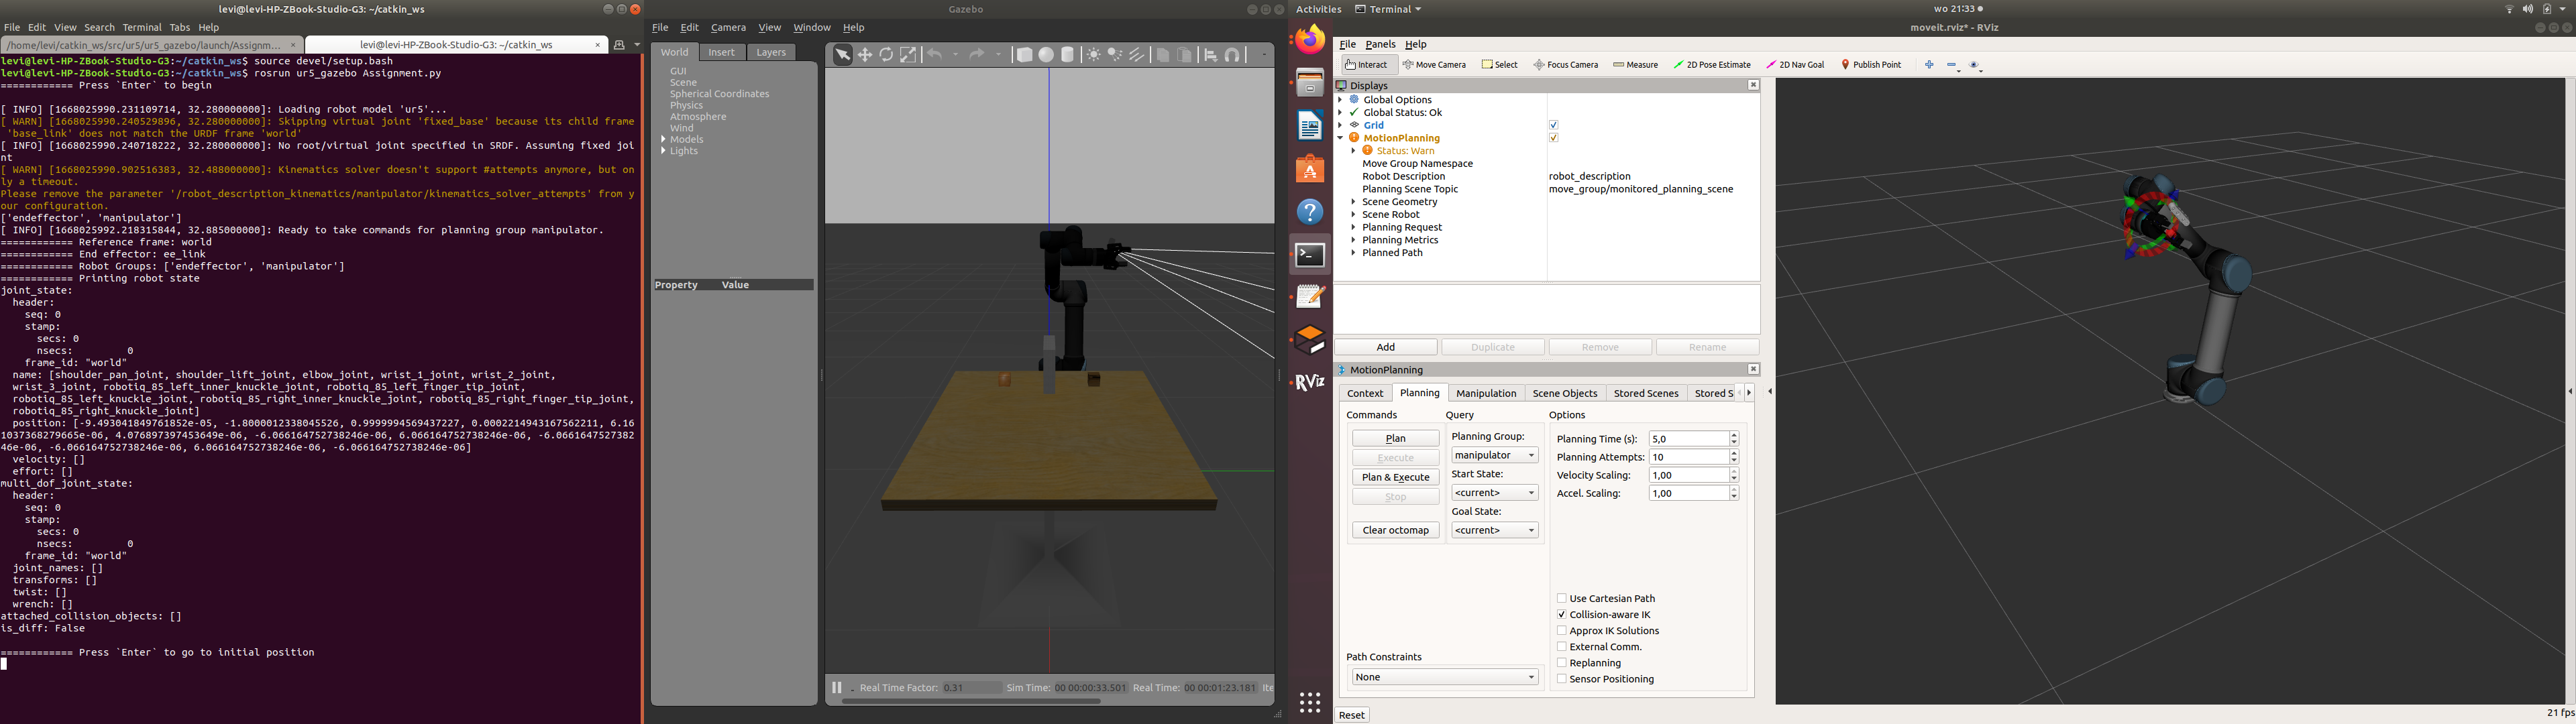 levi@levi-HP-ZBook-Studio-G3: ~/catkin_ws
File Edit View Search Terminal Tabs Help
/home/levi/catkin_ws/src/ur5/ur5_gazebo/launch/Assignm... ×
levi@levi-HP-ZBook-Studio-G3: ~/catkin_ws ×
levi@levi-HP-ZBook-Studio-G3:~/catkin_ws$ source devel/setup.bash
levi@levi-HP-ZBook-Studio-G3:~/catkin_ws$ rosrun ur5_gazebo Assignment.py
============ Press `Enter` to begin
[ INFO] [1668025990.231109714, 32.280000000]: Loading robot model 'ur5'...
[ WARN] [1668025990.240529896, 32.280000000]: Skipping virtual joint 'fixed_base' because its child frame
'base_link' does not match the URDF frame 'world'
[ INFO] [1668025990.240718222, 32.280000000]: No root/virtual joint specified in SRDF. Assuming fixed joi
nt
[ WARN] [1668025990.902516383, 32.488000000]: Kinematics solver doesn't support #attempts anymore, but on
ly a timeout.
Please remove the parameter '/robot_description_kinematics/manipulator/kinematics_solver_attempts' from y
our configuration.
['endeffector', 'manipulator']
[ INFO] [1668025992.218315844, 32.885000000]: Ready to take commands for planning group manipulator.
============ Reference frame: world
============ End effector: ee_link
============ Robot Groups: ['endeffector', 'manipulator']
============ Printing robot state
joint_state:
header:
seq: 0
stamp:
secs: 0
nsecs: 0
frame_id: "world"
name: [shoulder_pan_joint, shoulder_lift_joint, elbow_joint, wrist_1_joint, wrist_2_joint,
wrist_3_joint, robotiq_85_left_inner_knuckle_joint, robotiq_85_left_finger_tip_joint,
robotiq_85_left_knuckle_joint, robotiq_85_right_inner_knuckle_joint, robotiq_85_right_finger_tip_joint,
robotiq_85_right_knuckle_joint]
position: [-9.493041849761852e-05, -1.8000012338045526, 0.9999994569437227, 0.0002214943167562211, 6.16
1037368279665e-06, 4.076897397453649e-06, -6.066164752738246e-06, 6.066164752738246e-06, -6.0661647527382
46e-06, -6.066164752738246e-06, 6.066164752738246e-06, -6.066164752738246e-06]
velocity: []
effort: []
multi_dof_joint_state:
header:
seq: 0
stamp:
secs: 0
nsecs: 0
frame_id: "world"
joint_names: []
transforms: []
twist: []
wrench: []
attached_collision_objects: []
is_diff: False
============ Press `Enter` to go to initial position
Gazebo
File Edit Camera View Window Help
World Insert Layers
GUI
Scene
Spherical Coordinates
Physics
Atmosphere
Wind
Models
Lights
Property Value
Real Time Factor: 0.31 Sim Time: 00 00:00:33.501 Real Time: 00 00:01:23.181 Ite
Activities Terminal wo 21:33
RViz
moveit.rviz* - RViz
File Panels Help
Interact Move Camera Select Focus Camera Measure 2D Pose Estimate 2D Nav Goal Publish Point
Displays
Global Options
Global Status: Ok
Grid
MotionPlanning
Status: Warn
Move Group Namespace
Robot Description robot_description
Planning Scene Topic move_group/monitored_planning_scene
Scene Geometry
Scene Robot
Planning Request
Planning Metrics
Planned Path
Add Duplicate Remove Rename
MotionPlanning
Context Planning Manipulation Scene Objects Stored Scenes Stored S
Commands Query Options
Plan
Execute
Plan & Execute
Stop
Clear octomap
Planning Group:
manipulator
Start State:
<current>
Goal State:
<current>
Planning Time (s): 5,0
Planning Attempts: 10
Velocity Scaling: 1,00
Accel. Scaling: 1,00
Use Cartesian Path
Collision-aware IK
Approx IK Solutions
External Comm.
Replanning
Sensor Positioning
Path Constraints
None
Reset
21 fps